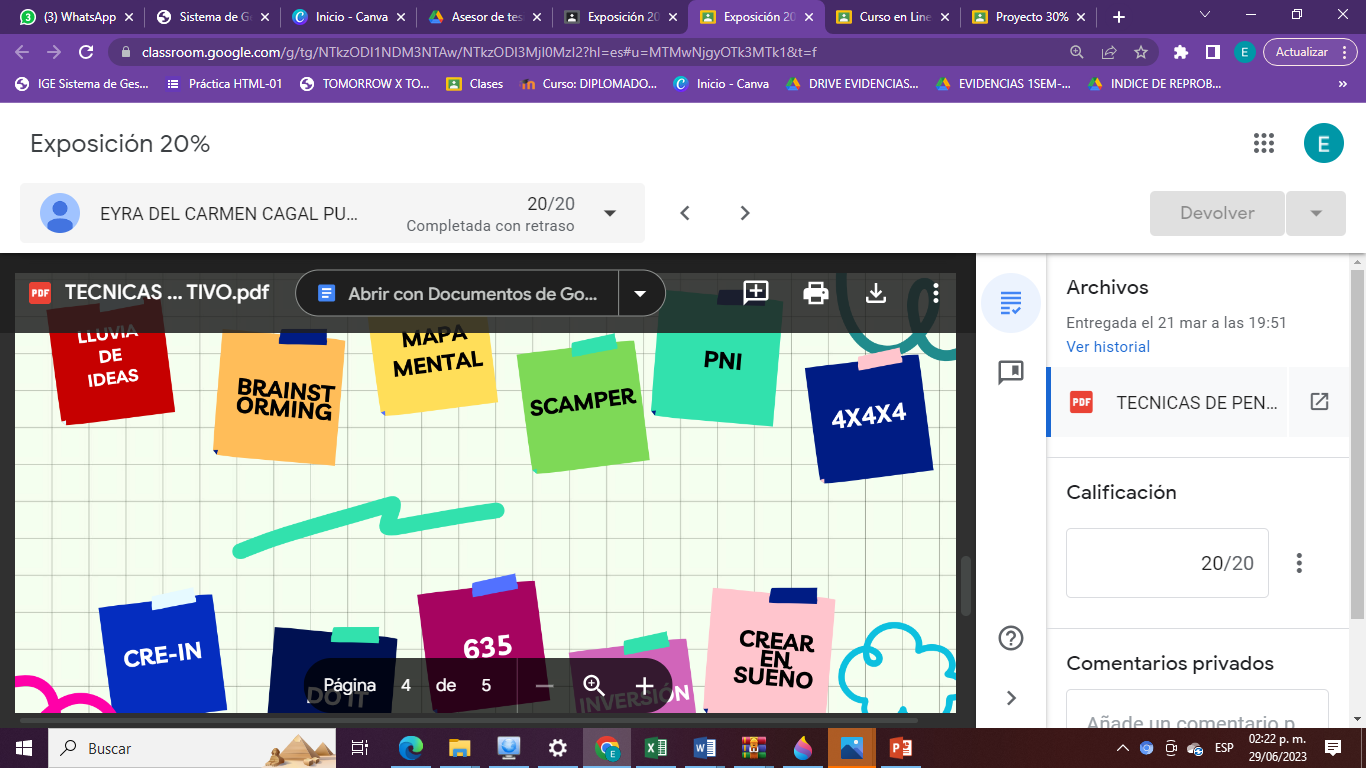 (3) WhatsApp
Sistema de G
Inicio - Canva
Asesor de tes
Exposición 20
Exposición 20
Curso en Line
Proyecto 30%
classroom.google.com/g/tg/NTkzODI1NDM3NTAw/NTkzODI3MjI0MzI2?hl=es#u=MTMwNjgyOTk3MTk1&t=f
E
Actualizar
IGE Sistema de Ges...
Práctica HTML-01
TOMORROW X TO...
Clases
Curso: DIPLOMADO...
Inicio - Canva
DRIVE EVIDENCIAS...
EVIDENCIAS 1SEM-...
INDICE DE REPROB...
»
Exposición 20%
E
EYRA DEL CARMEN CAGAL PU...
20/20
Completada con retraso
Devolver
PDF
TECNICAS ... TIVO.pdf
Abrir con Documentos de Go...
LLUVIA
DE
IDEAS
BRAINST
ORMING
MAPA
MENTAL
SCAMPER
PNI
4X4X4
CRE-IN
DO IT
635
INVERSIÓN
CREAR
EN
SUEÑO
Página 4 de 5
Archivos
Entregada el 21 mar a las 19:51
Ver historial
PDF
TECNICAS DE PEN...
Calificación
20/20
Comentarios privados
Añade un comentario p
Buscar
ESP
02:22 p. m.
29/06/2023